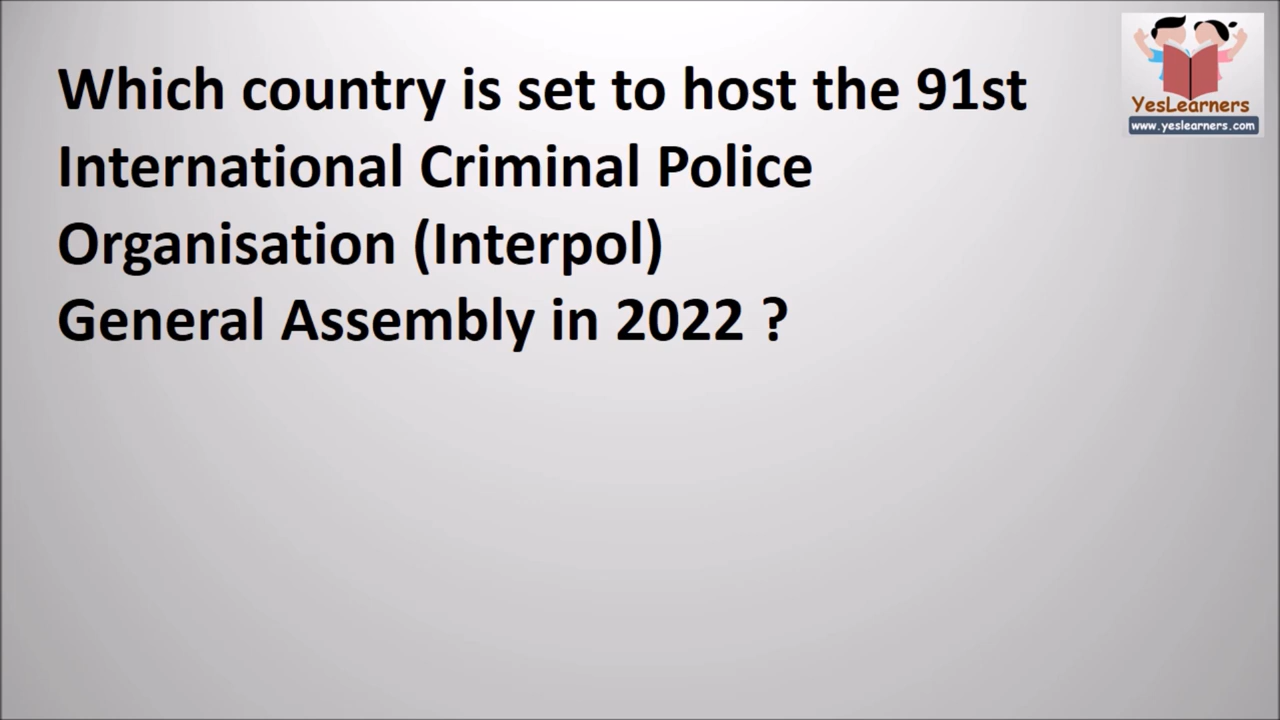 Which country is set to host the 91st
International Criminal Police
Organisation (Interpol)
General Assembly in 2022 ?
YesLearners
www.yeslearners.com